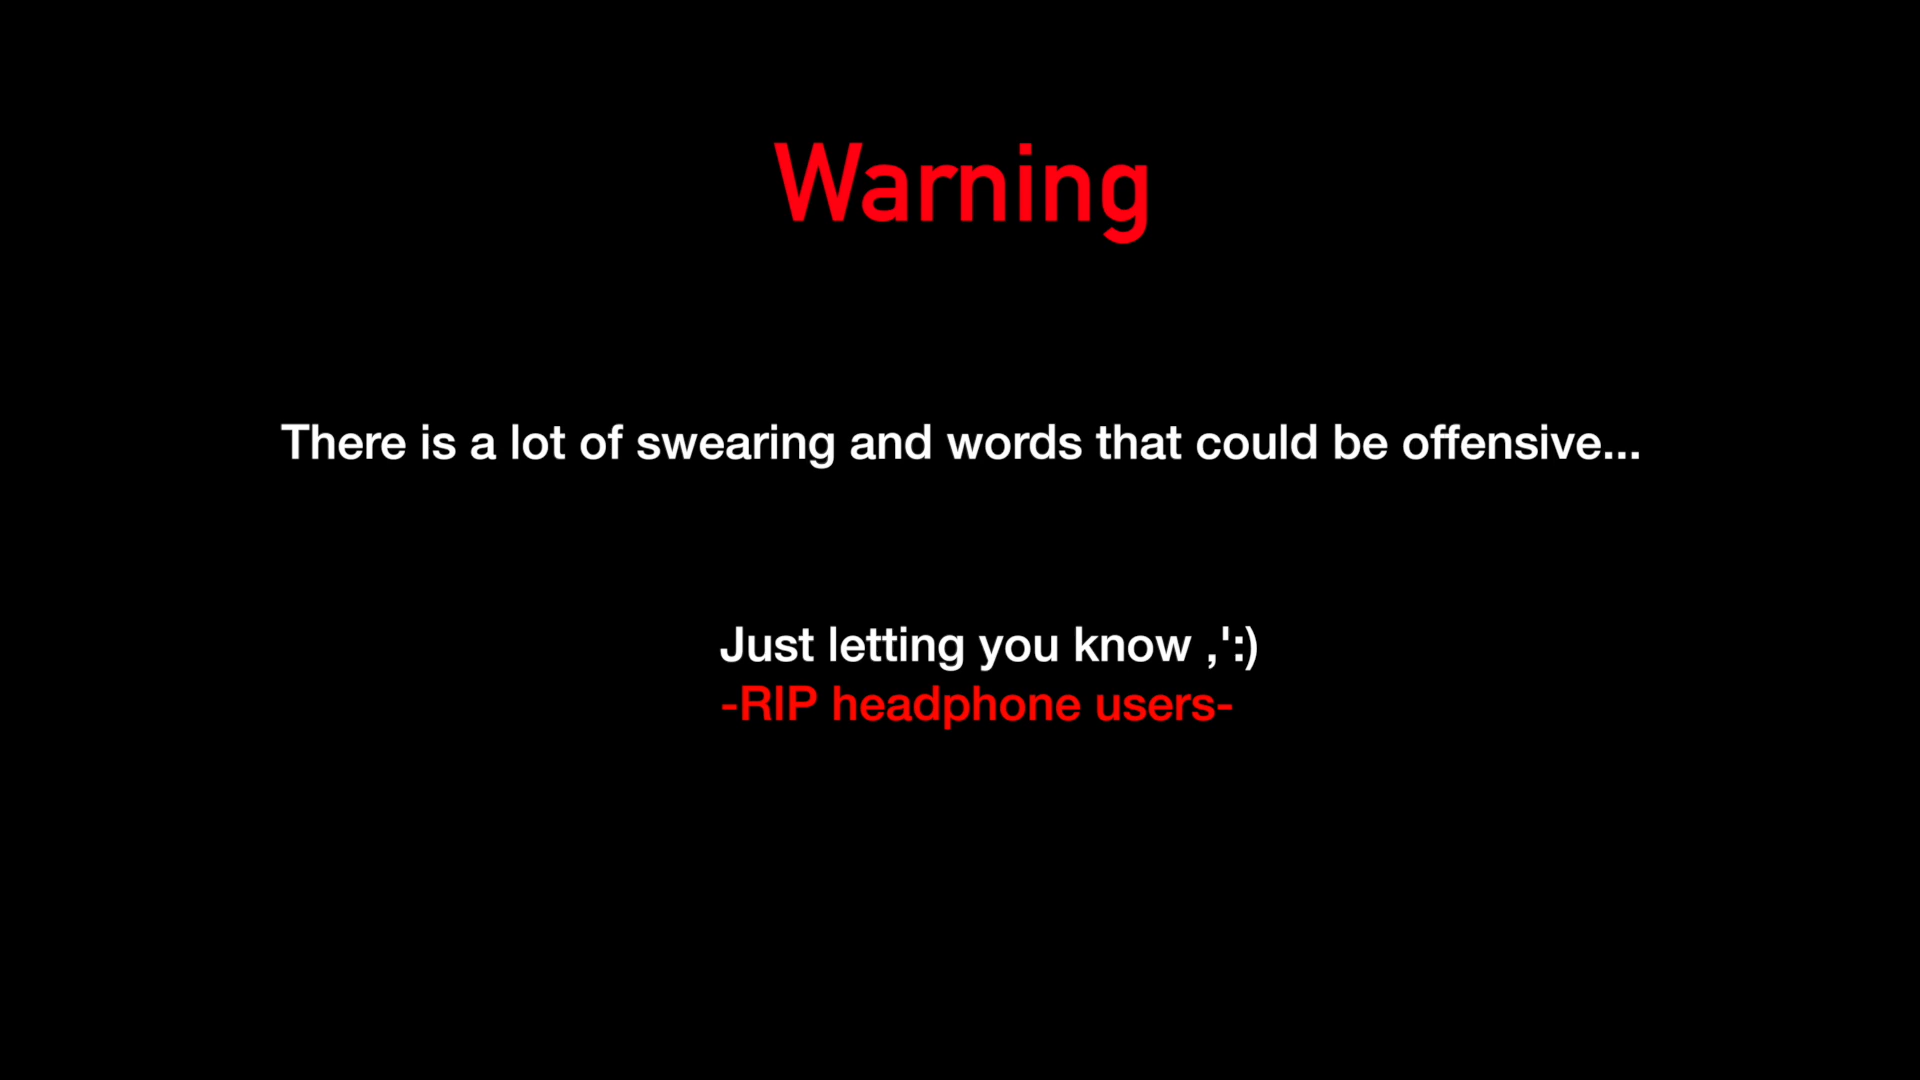 Warning
There is a lot of swearing and words that could be offensive...
Just letting you know ,':)
-RIP headphone users-